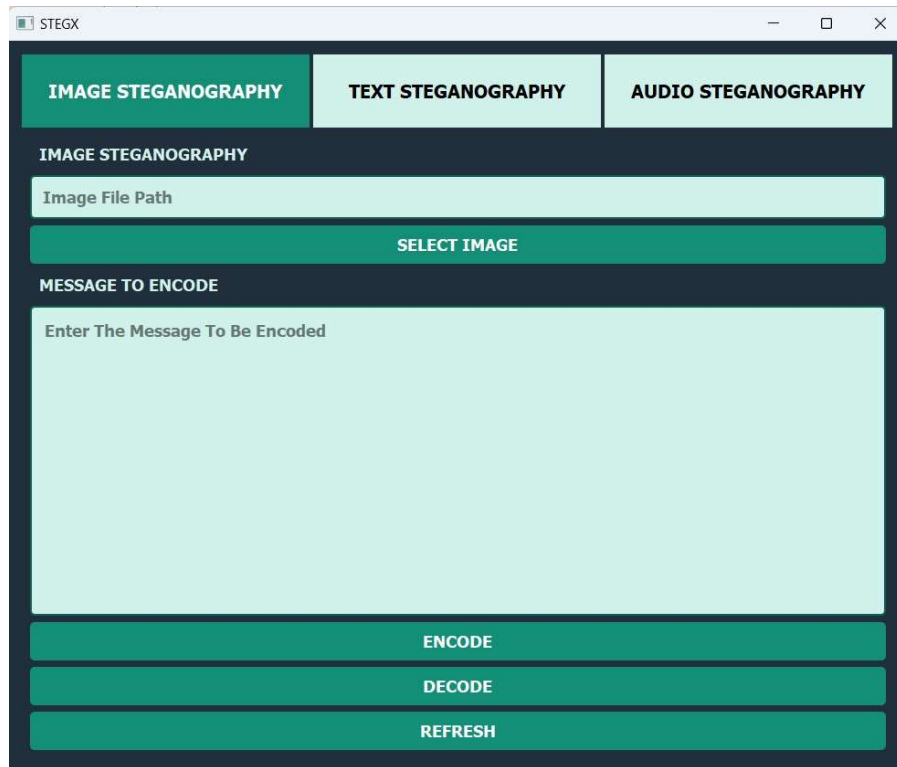 STEGX
IMAGE STEGANOGRAPHY
TEXT STEGANOGRAPHY
AUDIO STEGANOGRAPHY
IMAGE STEGANOGRAPHY
Image File Path
SELECT IMAGE
MESSAGE TO ENCODE
Enter The Message To Be Encoded
ENCODE
DECODE
REFRESH